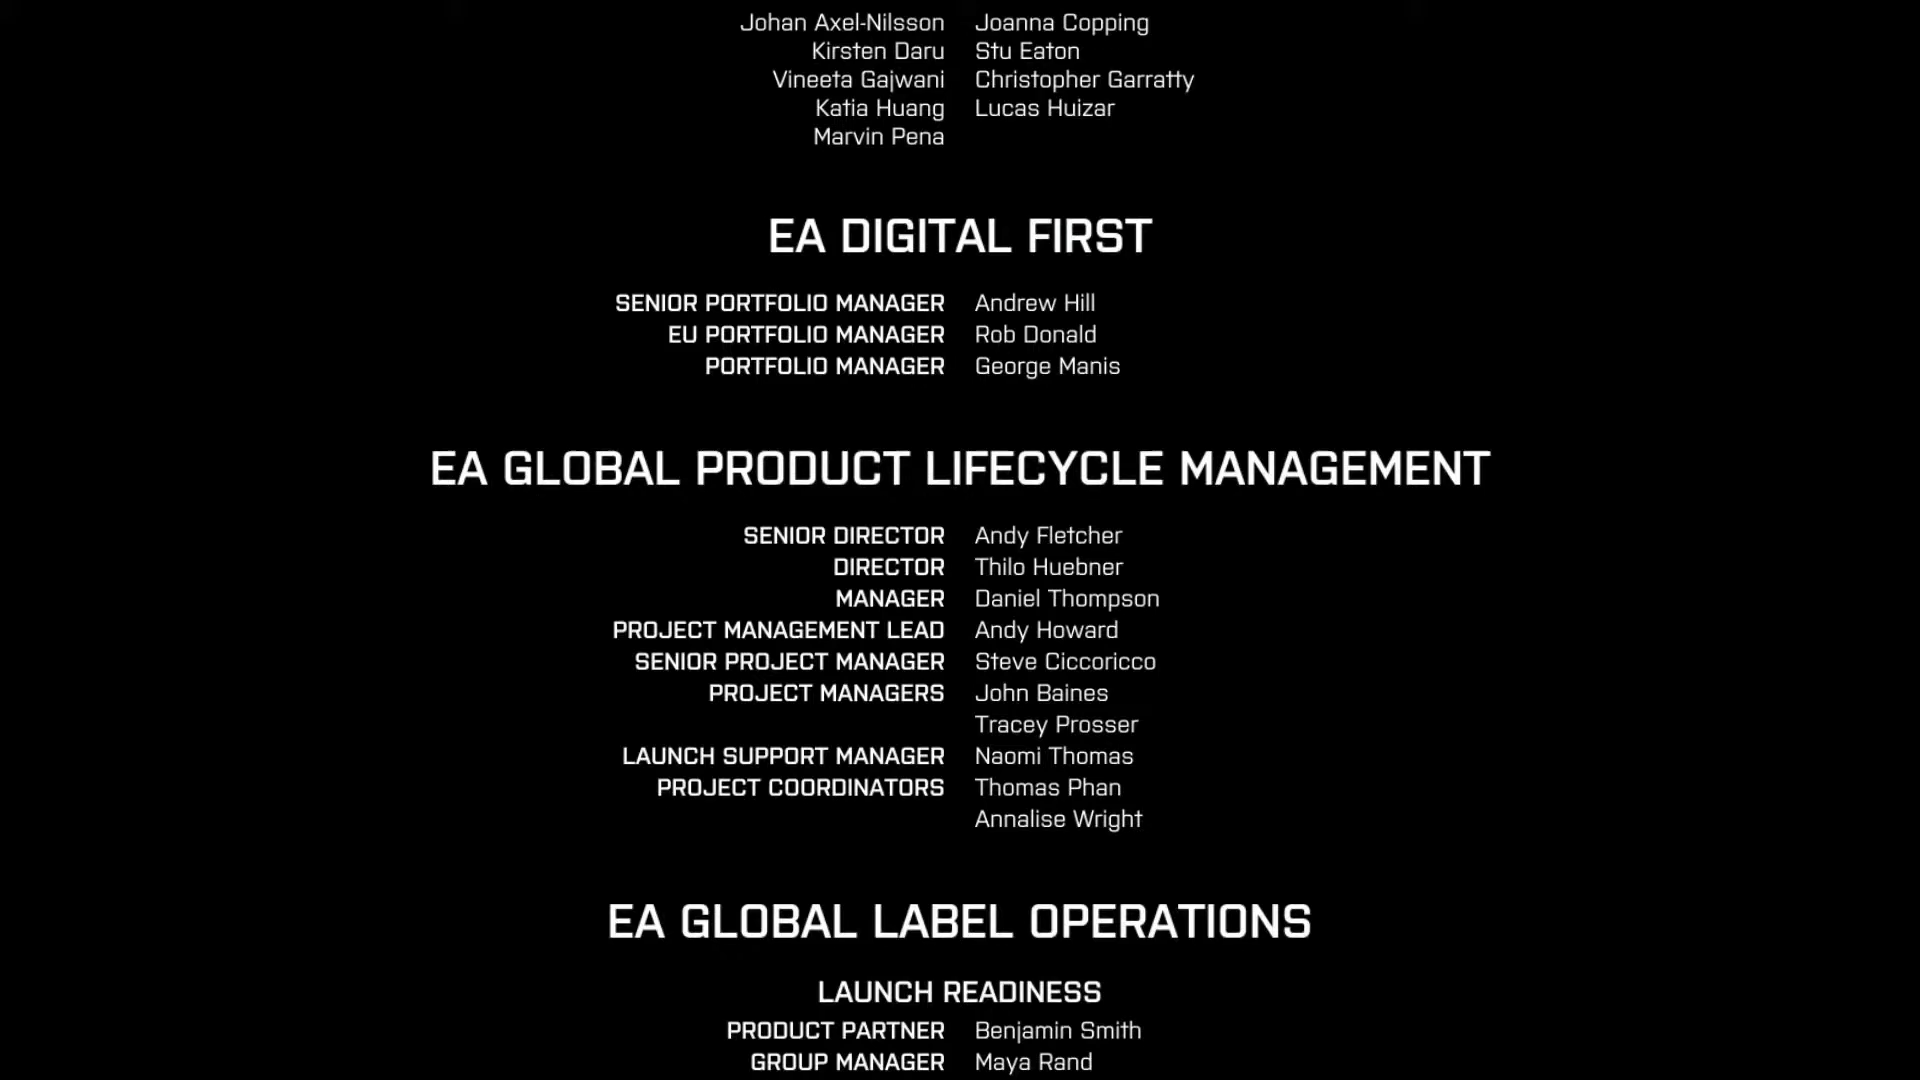 Johan Axel-Nilsson Joanna Copping
Kirsten Daru Stu Eaton
Vineeta Gajwani Christopher Garratty
Katia Huang Lucas Huizar
Marvin Pena
EA DIGITAL FIRST
SENIOR PORTFOLIO MANAGER Andrew Hill
EU PORTFOLIO MANAGER Rob Donald
PORTFOLIO MANAGER George Manis
EA GLOBAL PRODUCT LIFECYCLE MANAGEMENT
SENIOR DIRECTOR Andy Fletcher
DIRECTOR Thilo Huebner
MANAGER Daniel Thompson
PROJECT MANAGEMENT LEAD Andy Howard
SENIOR PROJECT MANAGER Steve Ciccoricco
PROJECT MANAGERS John Baines
Tracey Prosser
LAUNCH SUPPORT MANAGER Naomi Thomas
PROJECT COORDINATORS Thomas Phan
Annalise Wright
EA GLOBAL LABEL OPERATIONS
LAUNCH READINESS
PRODUCT PARTNER Benjamin Smith
GROUP MANAGER Maya Rand